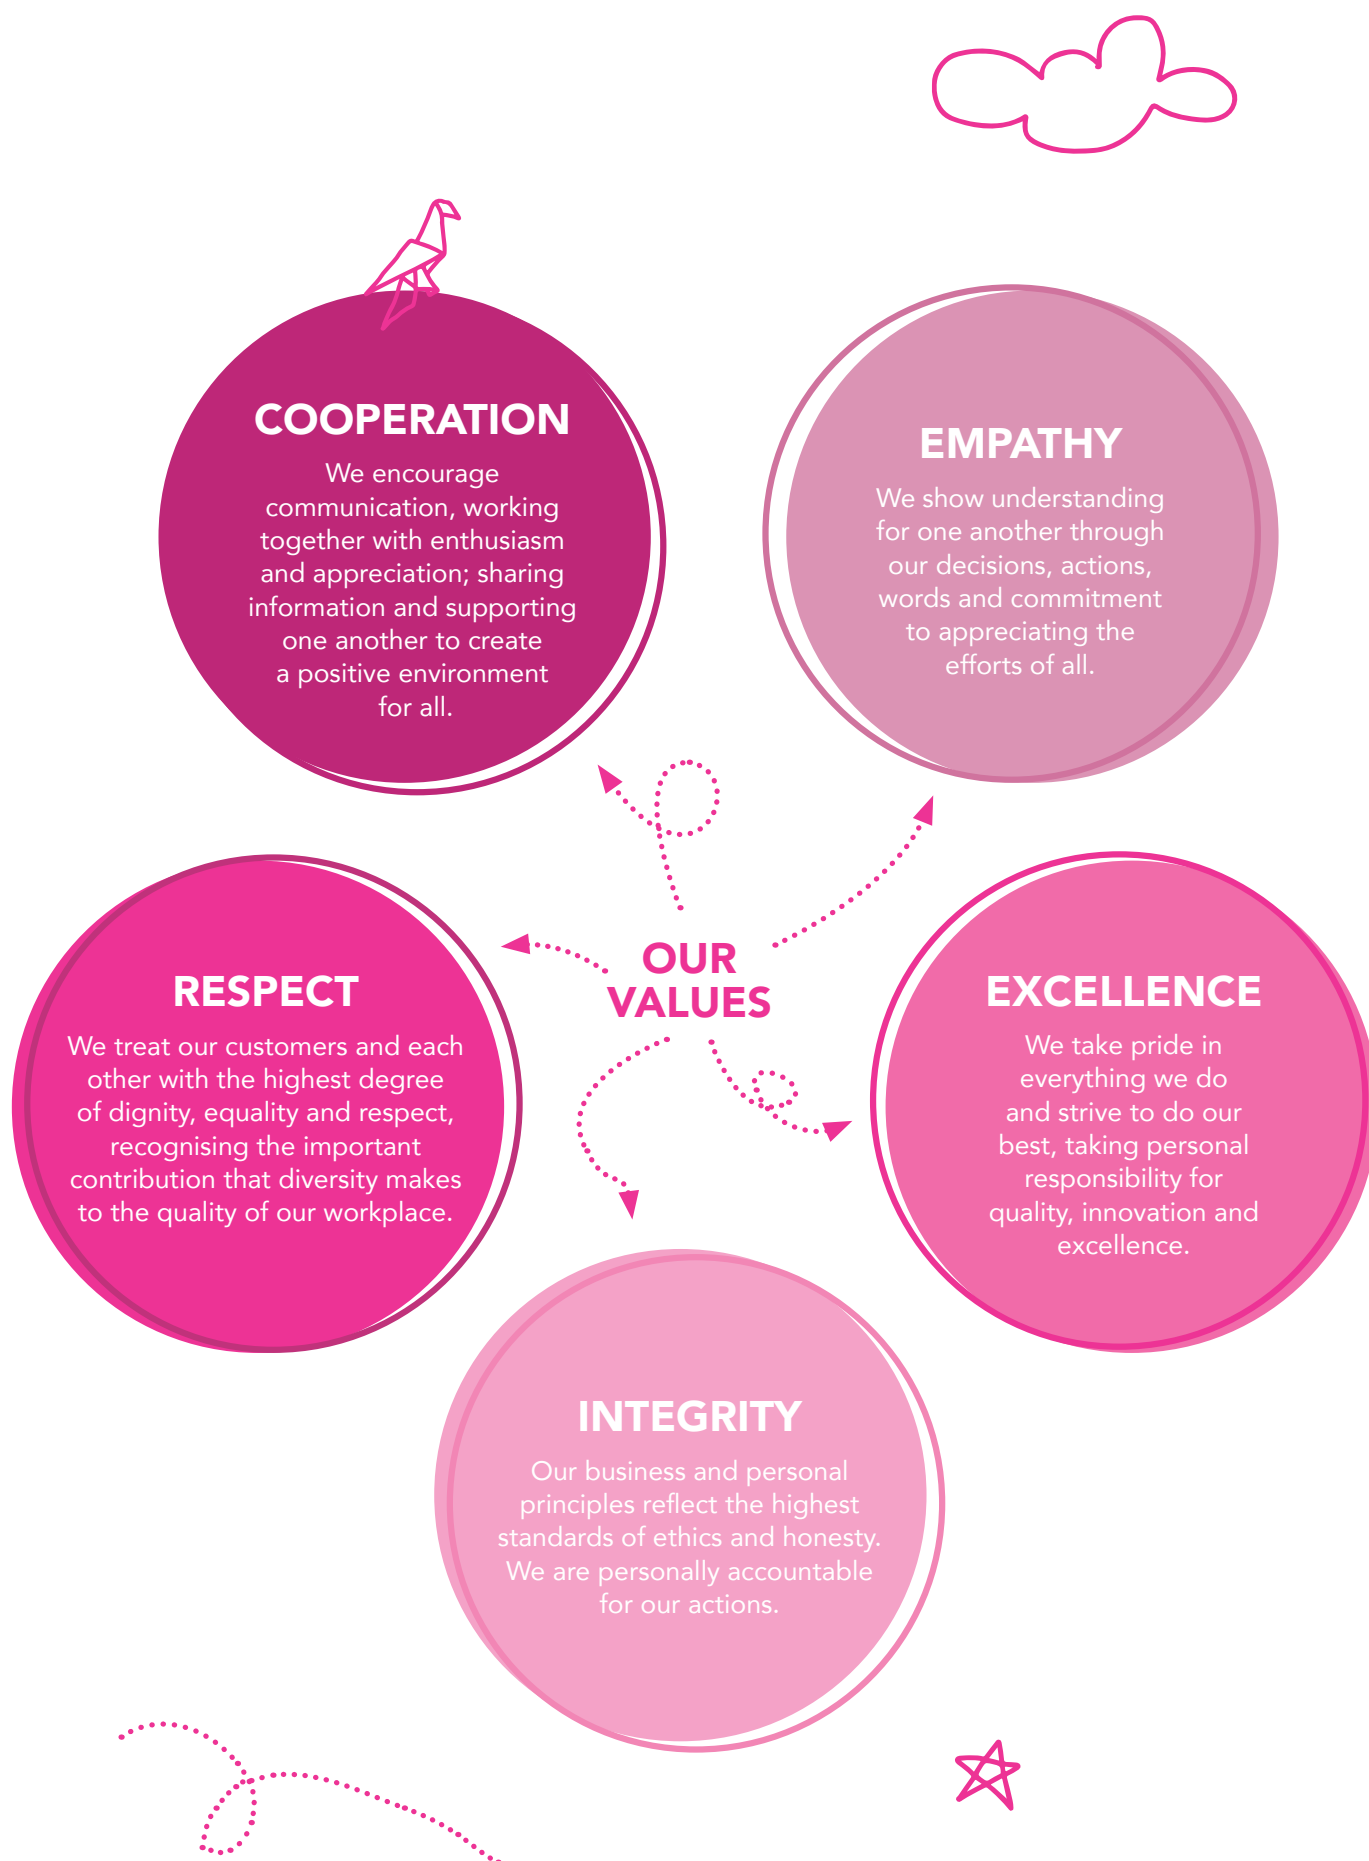 COOPERATION
We encourage
communication, working
together with enthusiasm
and appreciation; sharing
information and supporting
one another to create
a positive environment
for all.
EMPATHY
We show understanding
for one another through
our decisions, actions,
words and commitment
to appreciating the
efforts of all.
OUR
VALUES
RESPECT
We treat our customers and each
other with the highest degree
of dignity, equality and respect,
recognising the important
contribution that diversity makes
to the quality of our workplace.
EXCELLENCE
We take pride in
everything we do
and strive to do our
best, taking personal
responsibility for
quality, innovation and
excellence.
INTEGRITY
Our business and personal
principles reflect the highest
standards of ethics and honesty.
We are personally accountable
for our actions.